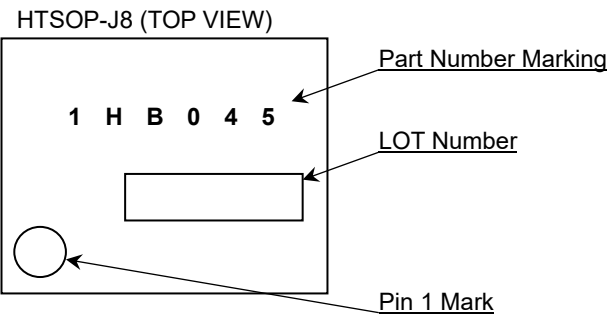 HTSOP-J8 (TOP VIEW)
Part Number Marking
1 H B 0 4 5
LOT Number
Pin 1 Mark